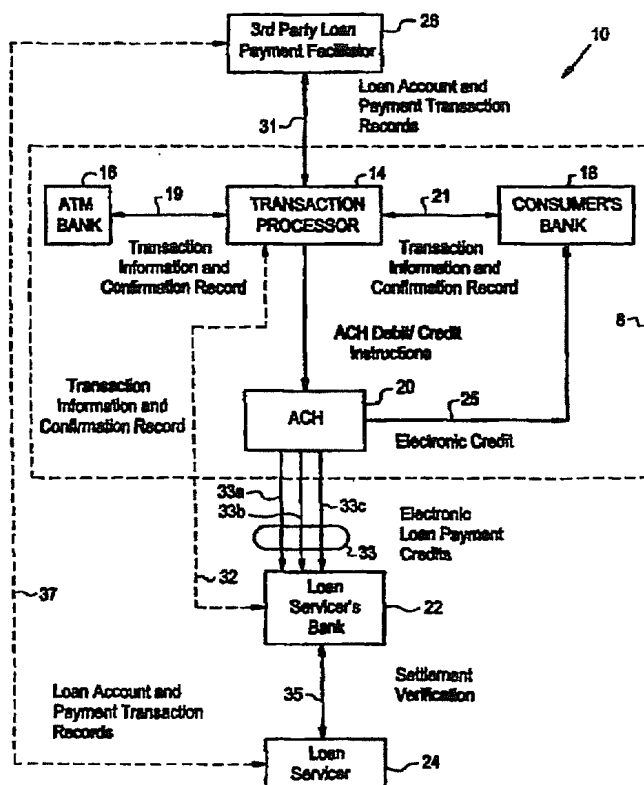 3rd Party Loan
Payment Facilitator
26
10
Loan Account and
Payment Transaction
Records
31
16
ATM
BANK
19
14
TRANSACTION
PROCESSOR
21
18
CONSUMER'S
BANK
Transaction
Information and
Confirmation Record
Transaction
Information and
Confirmation Record
8
ACH Debit/ Credit
Instructions
Transaction
Information and
Confirmation Record
20
ACH
25
Electronic Credit
33a
33b
33c
Electronic
Loan Payment
Credits
33
32
37
Loan
Servicer's
Bank
22
35
Settlement
Verification
Loan Account and
Payment Transaction
Records
Loan
Servicer
24